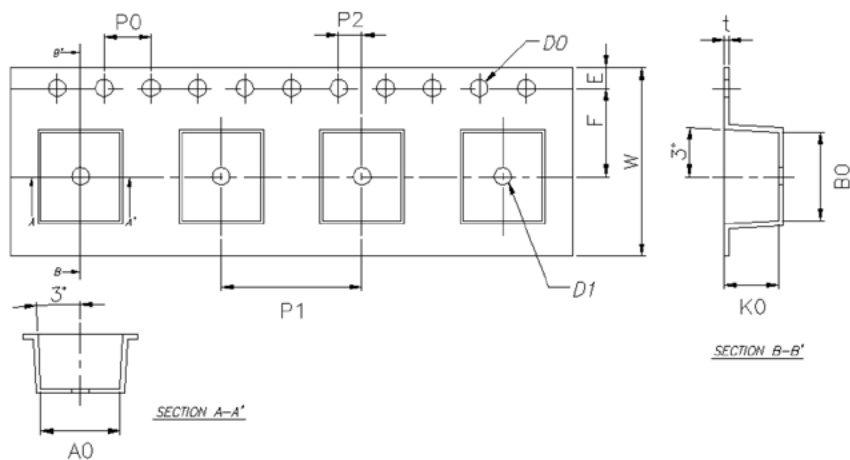 P0
P2
D0
t
B'
E
F
W
3°
B0
A
A'
B
P1
D1
K0
3°
SECTION B-B'
SECTION A-A'
A0